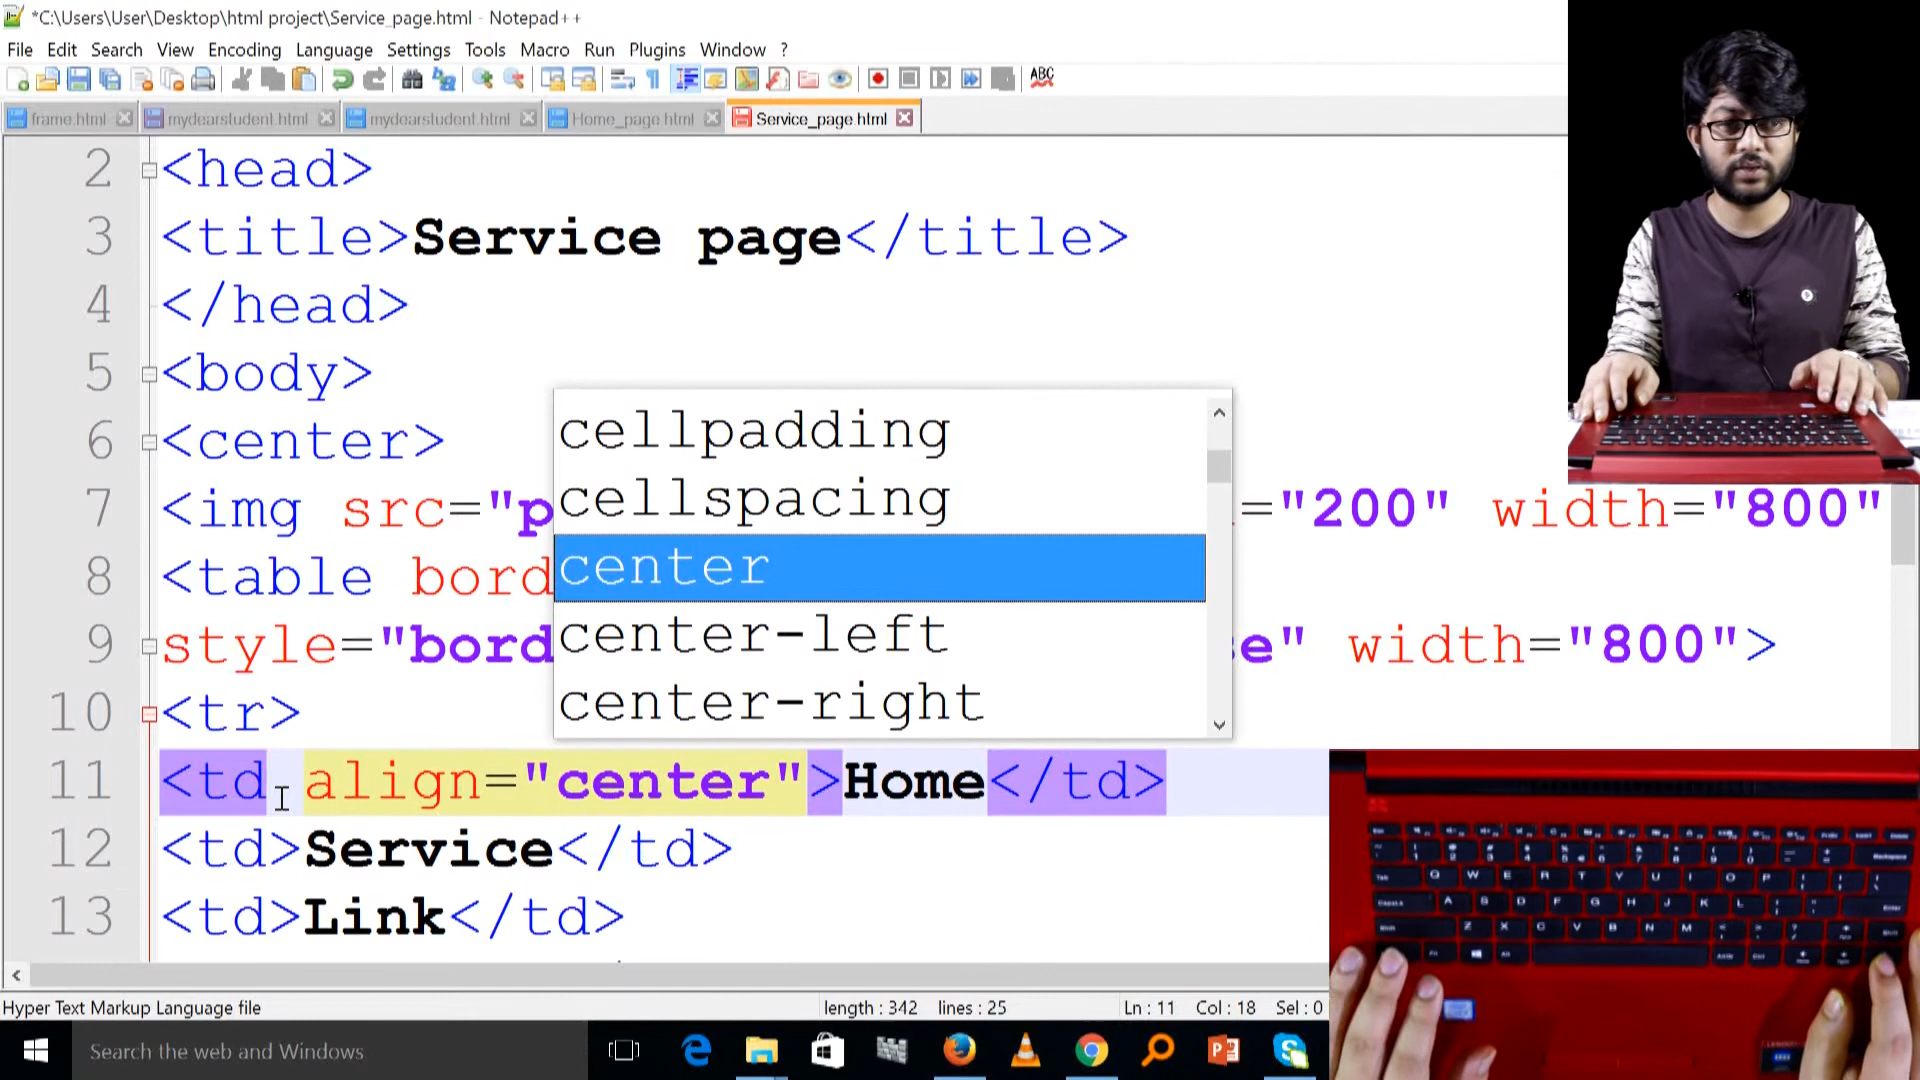 *C:\Users\User\Desktop\html project\Service_page.html - Notepad++
File Edit Search View Encoding Language Settings Tools Macro Run Plugins Window ?
ABC
frame.html mydearstudent.html mydearstudent.html Home_page.html Service_page.html
2 <head>
3 <title>Service page</title>
4 </head>
5 <body>
6 <center>
7 <img src="p ="200" width="800"
8 <table bord
9 style="bord se" width="800">
10 <tr>
11 <td align="center">Home</td>
12 <td>Service</td>
13 <td>Link</td>
cellpadding
cellspacing
center
center-left
center-right
Hyper Text Markup Language file length : 342 lines : 25 Ln : 11 Col : 18 Sel : 0
Search the web and Windows
Q W E R T Y U I O P
A S D F G H J K L
Z X C V B N M